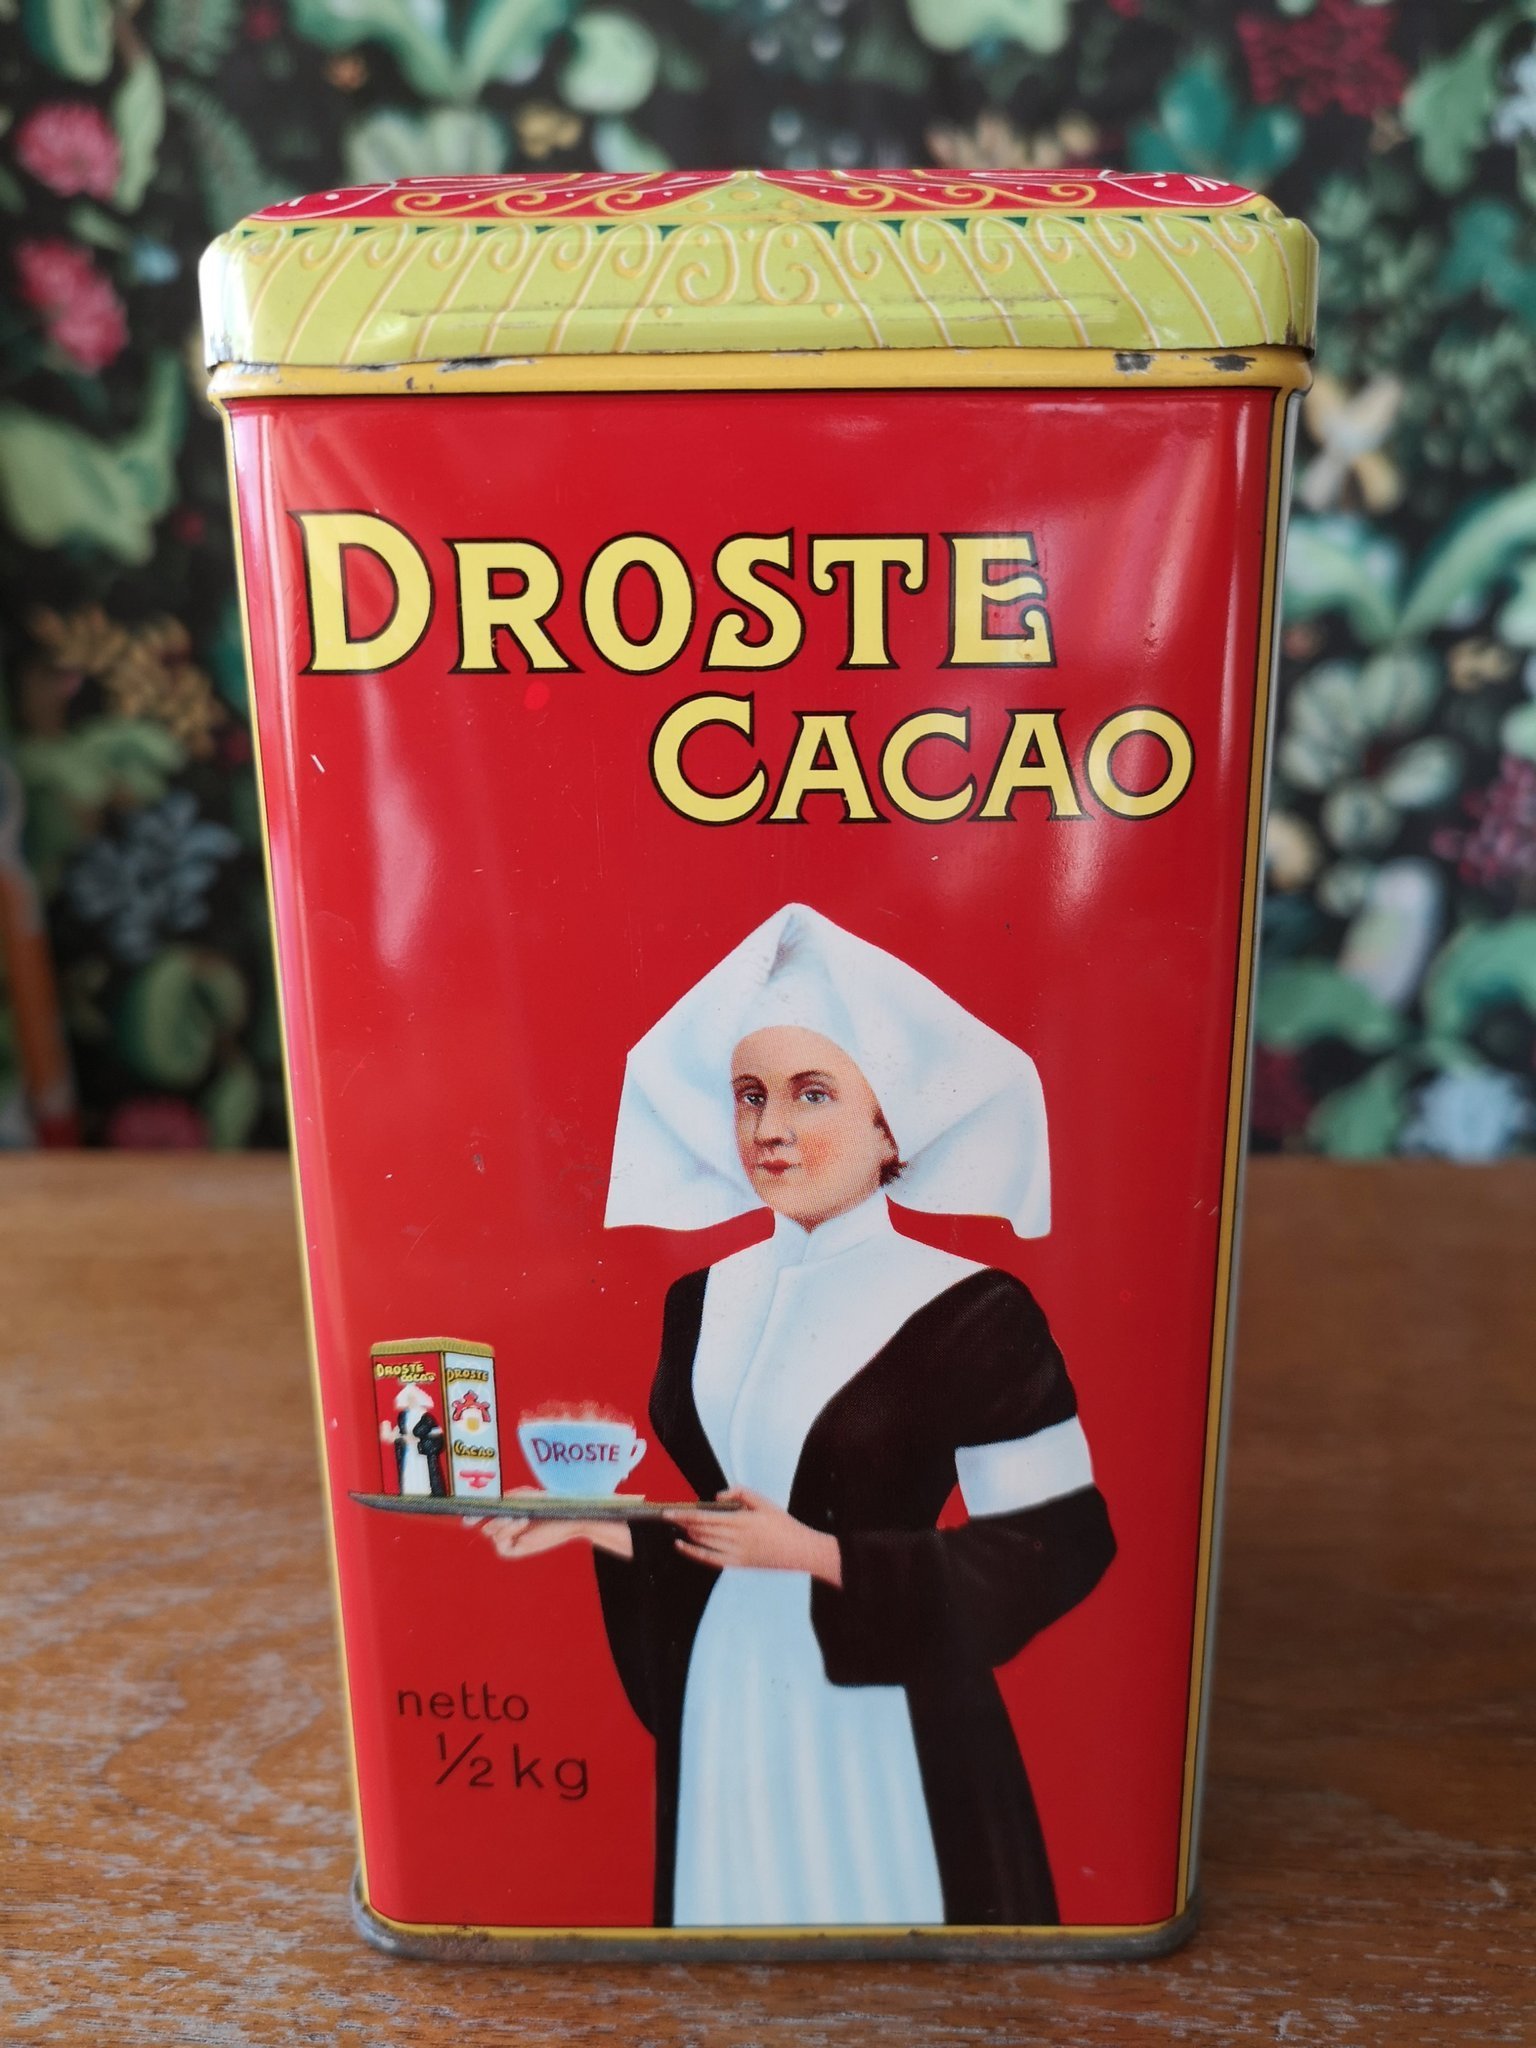 DROSTE
CACAO
DROSTE
CACAO
DROSTE
CACAO
DROSTE
netto
1/2 kg